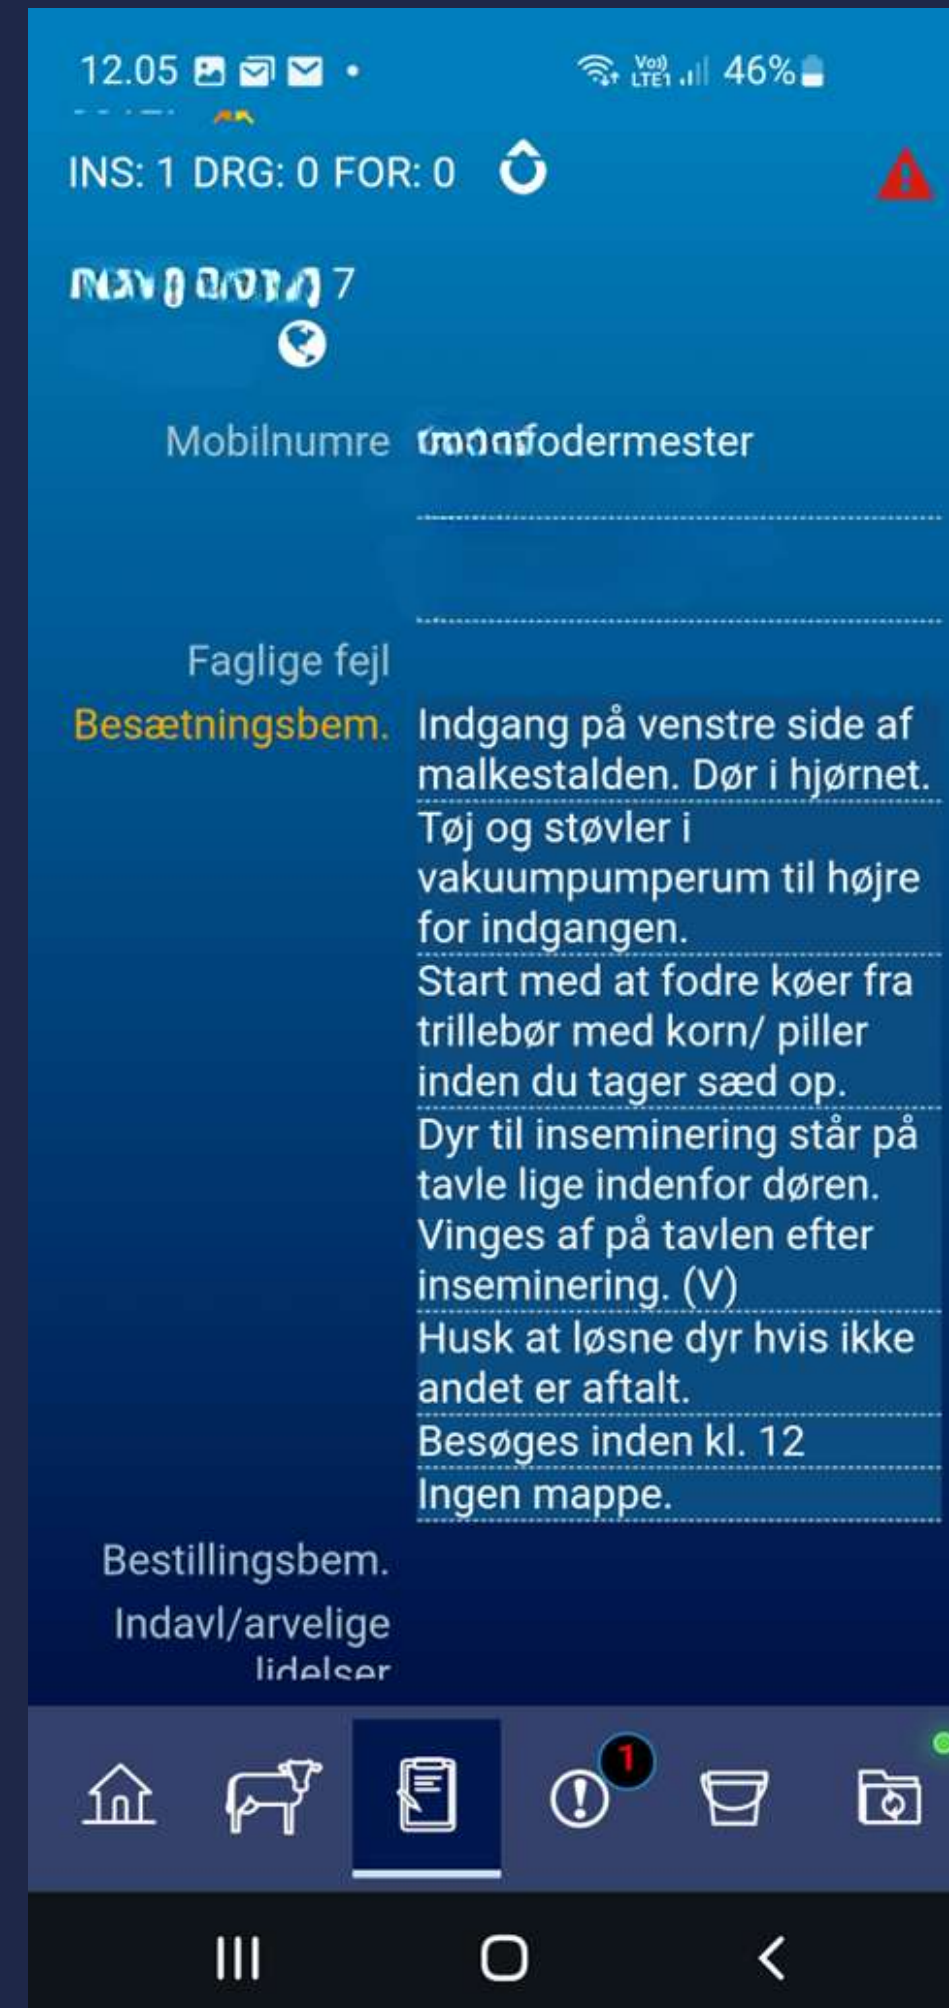 12.05
Vo))
LTE1
46%
INS: 1 DRG: 0 FOR: 0
7
Mobilnumre
fodermester
Faglige fejl
Besætningsbem.
Indgang på venstre side af
malkestalden. Dør i hjørnet.
Tøj og støvler i
vakuumpumperum til højre
for indgangen.
Start med at fodre køer fra
trillebør med korn/ piller
inden du tager sæd op.
Dyr til inseminering står på
tavle lige indenfor døren.
Vinges af på tavlen efter
inseminering. (V)
Husk at løsne dyr hvis ikke
andet er aftalt.
Besøges inden kl. 12
Ingen mappe.
Bestillingsbem.
Indavl/arvelige
lidelser
1